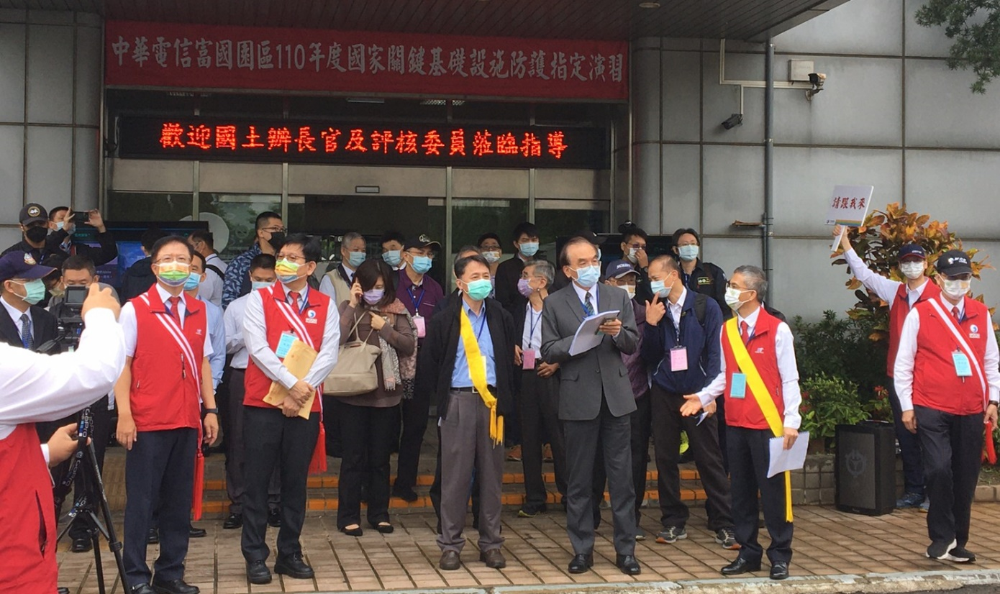 中華電信富國園區110年度國家關鍵基礎設施防護指定演習
歡迎國土辦長官及評核委員蒞臨指導
請跟我來
GoPro